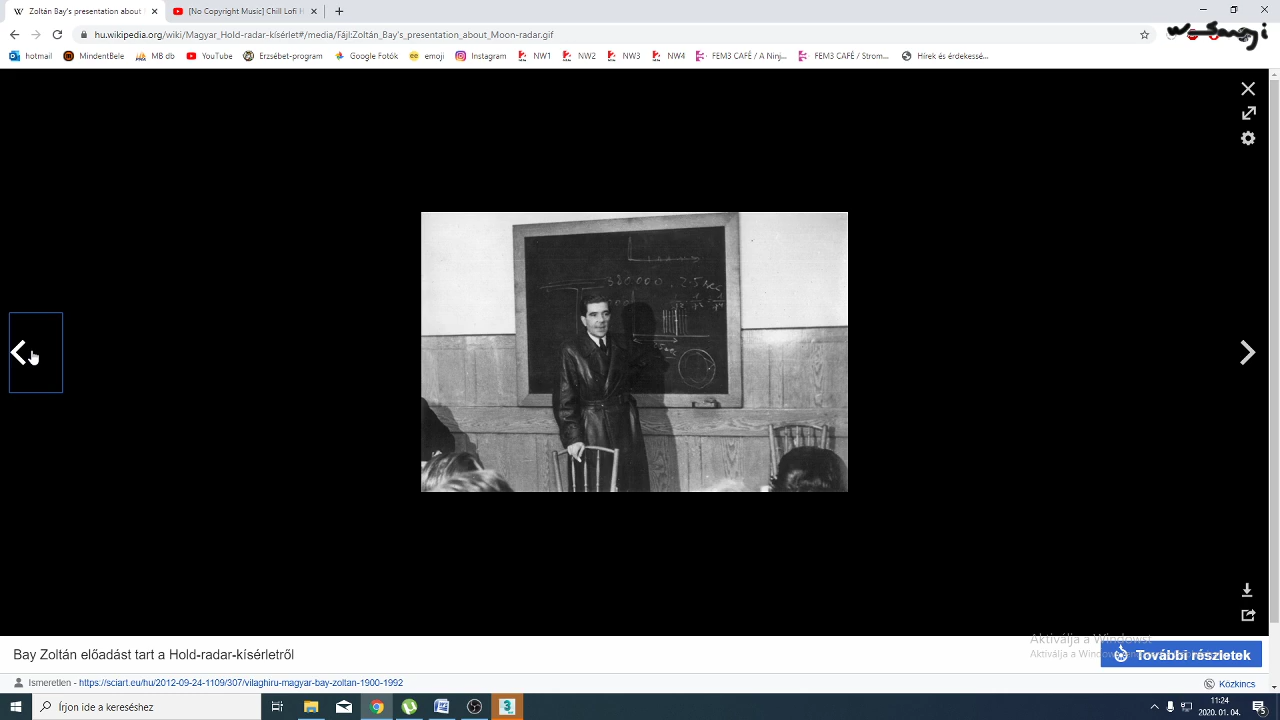 Zoltán Bay's presentation about
[No Copyright Music] Chill Lofi H
hu.wikipedia.org/wiki/Magyar_Hold-radar-kísérlet#/media/Fájl:Zoltán_Bay's_presentation_about_Moon-radar.gif
hotmail MindentBele MB db YouTube Erzsébet-program Google Fotók emoji Instagram NW1 NW2 NW3 NW4 FEM3 CAFÉ / A Ninj... FEM3 CAFÉ / Strom... Hírek és érdekessé...
380.000
Bay Zoltán előadást tart a Hold-radar-kísérletről
Aktiválja a Windowst
További részletek
Ismeretlen - https://sciart.eu/hu/2012-09-24-1109/307/vilaghiru-magyar-bay-zoltan-1900-1992
Közkincs
Írjon ide a kereséshez
11:24
2020. 01. 04.